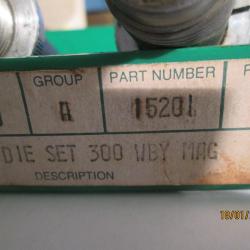 GROUP PART NUMBER
A 15201
DIE SET 300 WBY MAG
DESCRIPTION